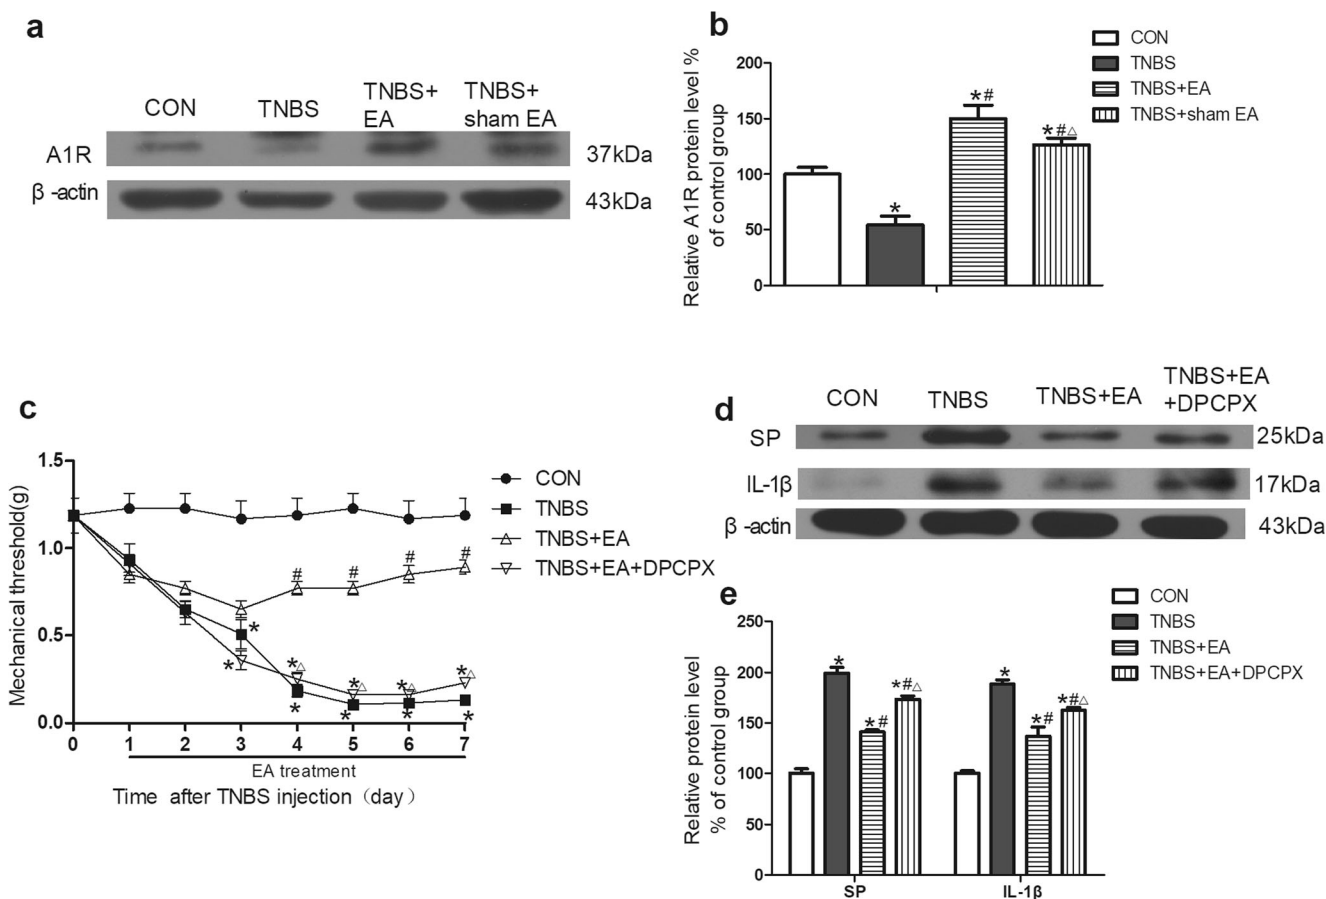 a
CON
TNBS
TNBS+
EA
TNBS+
sham EA
A1R
37kDa
β -actin
43kDa
b
Relative A1R protein level %
of control group
200
150
100
50
0
*
*#
*#△
CON
TNBS
TNBS+EA
TNBS+sham EA
c
Mechanical threshold(g)
1.5
1.0
0.5
0.0
0 1 2 3 4 5 6 7
# # # #
* * *△ *△ *△ *△
* * * *
EA treatment
Time after TNBS injection（day）
CON
TNBS
TNBS+EA
TNBS+EA+DPCPX
d
CON
TNBS
TNBS+EA
TNBS+EA
+DPCPX
SP
25kDa
IL-1β
17kDa
β -actin
43kDa
e
Relative protein level
% of control group
250
200
150
100
50
0
* *# *#△
* *# *#△
SP IL-1β
CON
TNBS
TNBS+EA
TNBS+EA+DPCPX